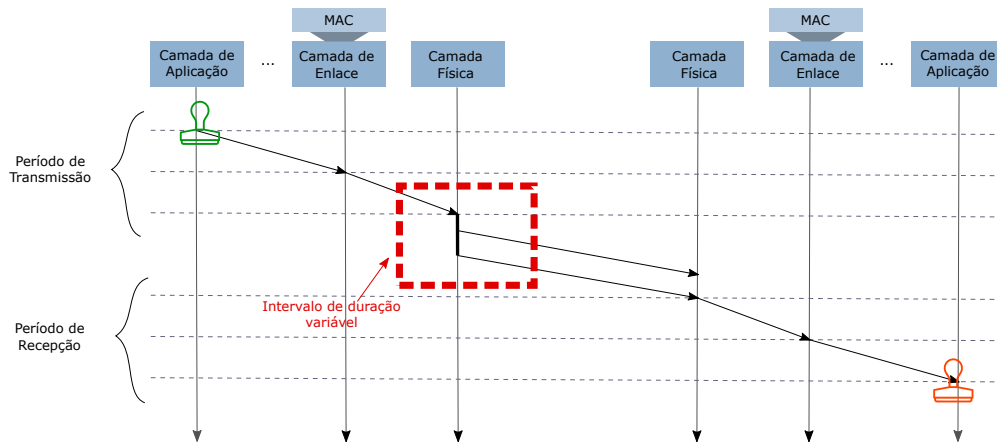 MAC
MAC
Camada de
Aplicação
...
Camada de
Enlace
Camada
Física
Camada
Física
Camada de
Enlace
...
Camada de
Aplicação
Período de
Transmissão
Intervalo de duração
variável
Período de
Recepção